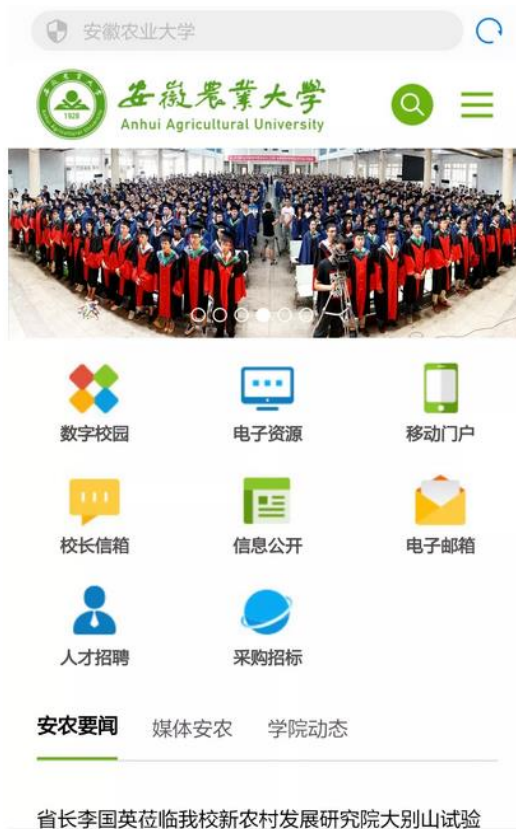 安徽农业大学
安徽農業大学
Anhui Agricultural University
1928
数字校园
电子资源
移动门户
校长信箱
信息公开
电子邮箱
人才招聘
采购招标
安农要闻
媒体安农
学院动态
省长李国英莅临我校新农村发展研究院大别山试验